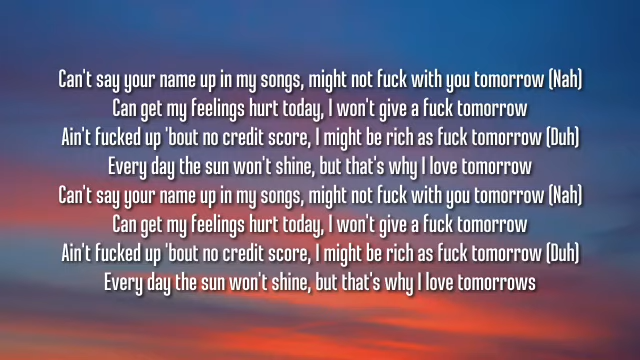 Can't say your name up in my songs, might not fuck with you tomorrow (Nah)
Can get my feelings hurt today, I won't give a fuck tomorrow
Ain't fucked up 'bout no credit score, I might be rich as fuck tomorrow (Duh)
Every day the sun won't shine, but that's why I love tomorrow
Can't say your name up in my songs, might not fuck with you tomorrow (Nah)
Can get my feelings hurt today, I won't give a fuck tomorrow
Ain't fucked up 'bout no credit score, I might be rich as fuck tomorrow (Duh)
Every day the sun won't shine, but that's why I love tomorrows